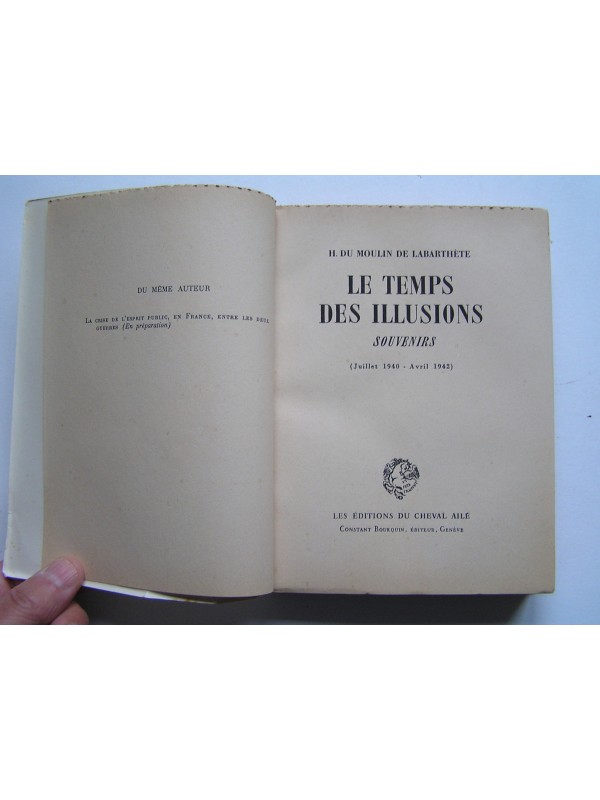 DU MÊME AUTEUR
LA CRISE DE L'ESPRIT PUBLIC, EN FRANCE, ENTRE LES DEUX
GUERRES (En préparation)
H. DU MOULIN DE LABARTHÈTE
LE TEMPS
DES ILLUSIONS
SOUVENIRS
(Juillet 1940 - Avril 1942)
LES ÉDITIONS DU CHEVAL AILÉ
CONSTANT BOURQUIN, ÉDITEUR, GENÈVE